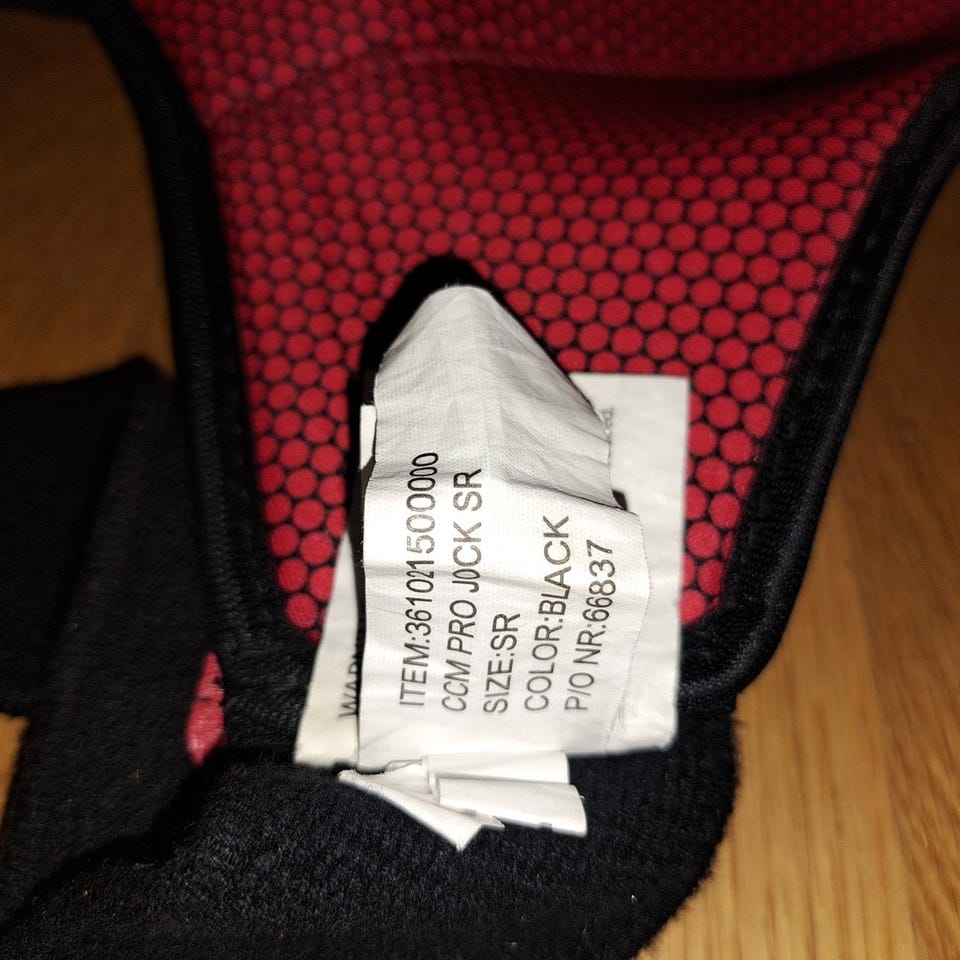 ITEM:361021500000
CCM PRO JOCK SR
SIZE:SR
COLOR:BLACK
P/O NR:66837